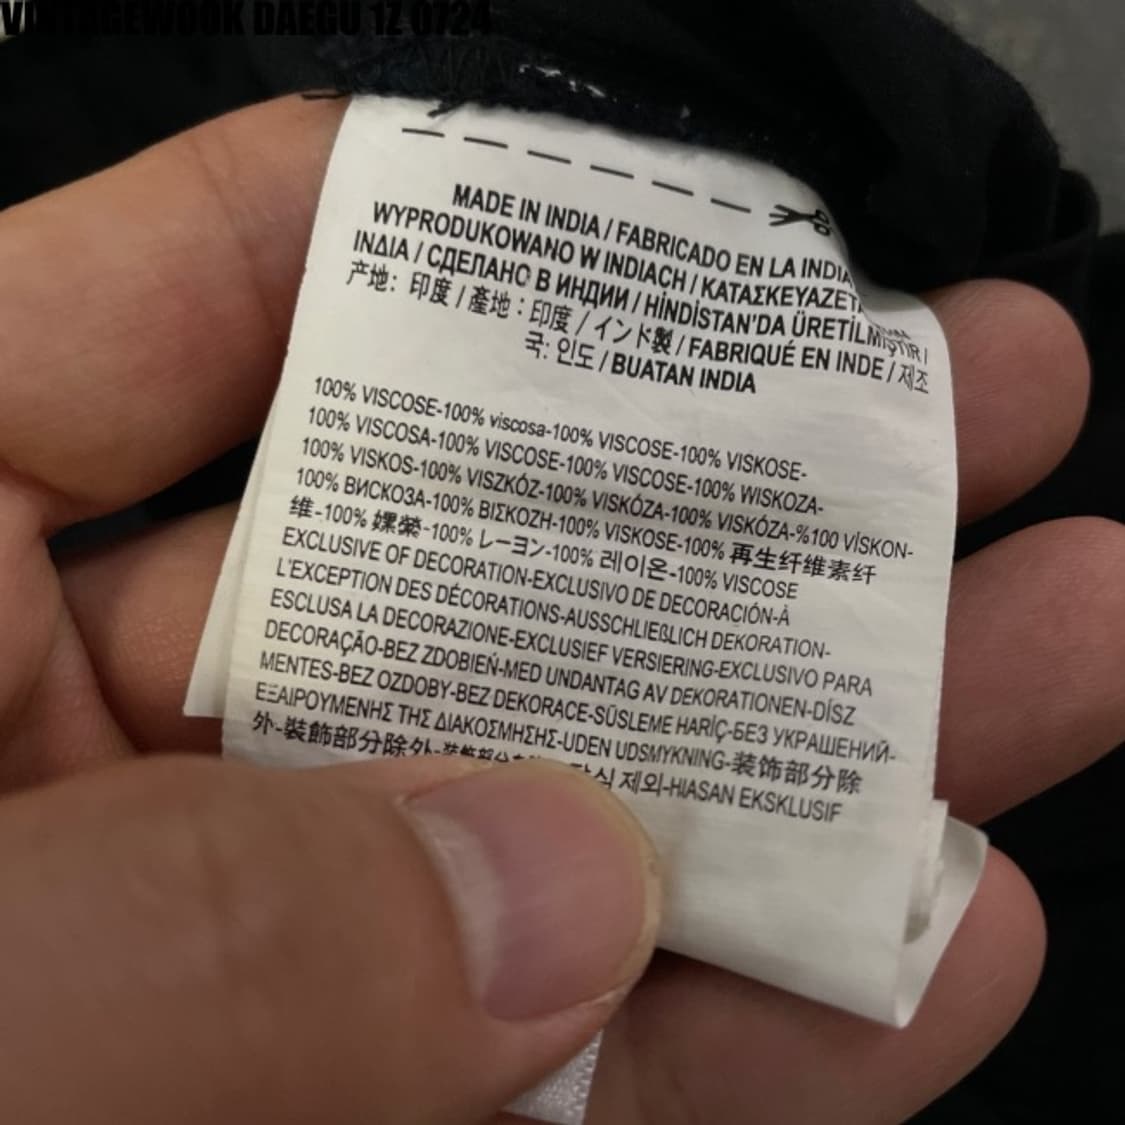 VINTAGEWOOK DAEGU 1Z 0724
MADE IN INDIA / FABRICADO EN LA INDIA
WYPRODUKOWANO W INDIACH / ΚΑΤΑΣΚΕΥΑΖΕΤΑ
ΙΝΔΙΑ / СДЕЛАНО В ИНДИИ / HİNDİSTAN'DA ÜRETİLMİŞTİR /
产地: 印度 / 產地: 印度 / インド製 / FABRIQUÉ EN INDE / 제조
국: 인도 / BUATAN INDIA
100% VISCOSE-100% viscosa-100% VISCOSE-100% VISKOSE-
100% VISCOSA-100% VISCOSE-100% VISCOSE-100% WISKOZA-
100% VISKOS-100% VISZKÓZ-100% VISKÓZA-100% VISKÓZA-%100 VİSKON-
100% ВИСКОЗА-100% ΒΙΣΚΟΖΗ-100% VISKOSE-100% 再生纤维素纤
维-100% 嫘縈-100% レーヨン-100% 레이온-100% VISCOSE
EXCLUSIVE OF DECORATION-EXCLUSIVO DE DECORACIÓN-À
L'EXCEPTION DES DÉCORATIONS-AUSSCHLIEßLICH DEKORATION-
ESCLUSA LA DECORAZIONE-EXCLUSIEF VERSIERING-EXCLUSIVO PARA
DECORAÇÃO-BEZ ZDOBIEŃ-MED UNDANTAG AV DEKORATIONEN-DÍSZ
MENTES-BEZ OZDOBY-BEZ DEKORACE-SÜSLEME HARİÇ-БЕЗ УКРАШЕНИЙ-
ΕΞΑΙΡΟΥΜΕΝΗΣ ΤΗΣ ΔΙΑΚΟΣΜΗΣΗΣ-UDEN UDSMYKNING-装饰部分除
外-裝飾部分除外-装飾部分 식 제외-HIASAN EKSKLUSIF